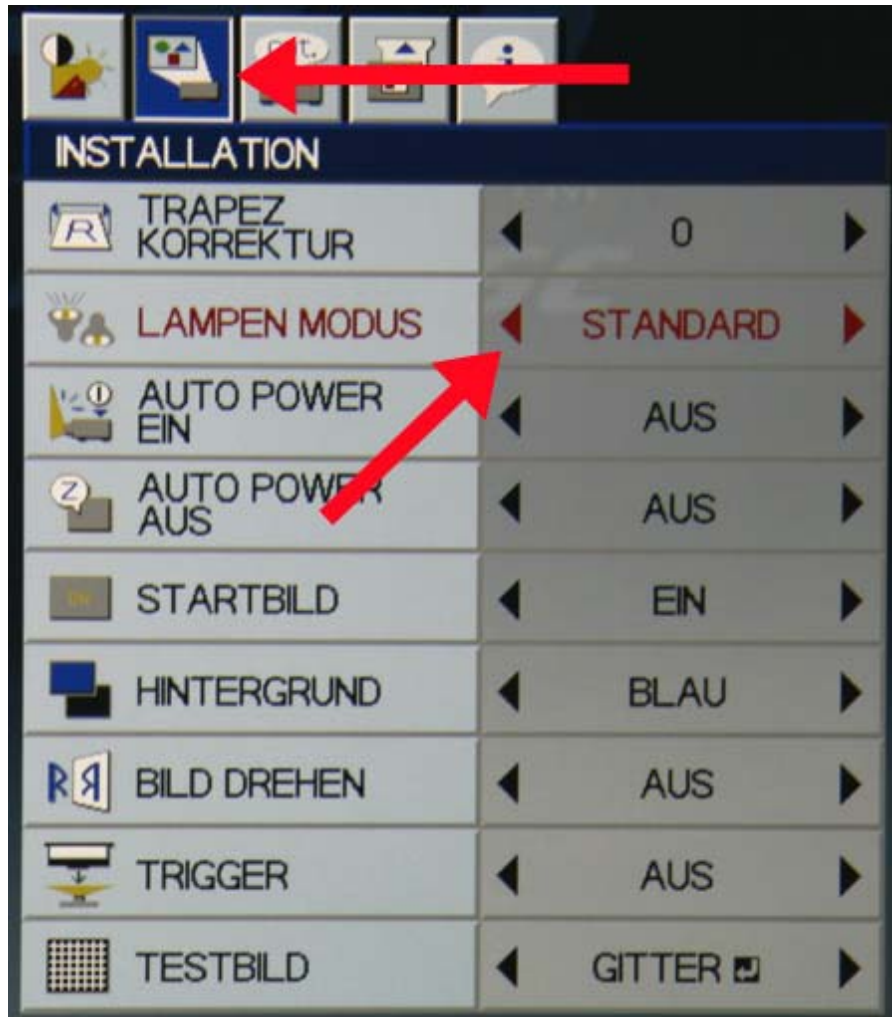 INSTALLATION
TRAPEZ
KORREKTUR
0
LAMPEN MODUS
STANDARD
AUTO POWER
EIN
AUS
AUTO POWER
AUS
AUS
STARTBILD
EIN
HINTERGRUND
BLAU
BILD DREHEN
AUS
TRIGGER
AUS
TESTBILD
GITTER